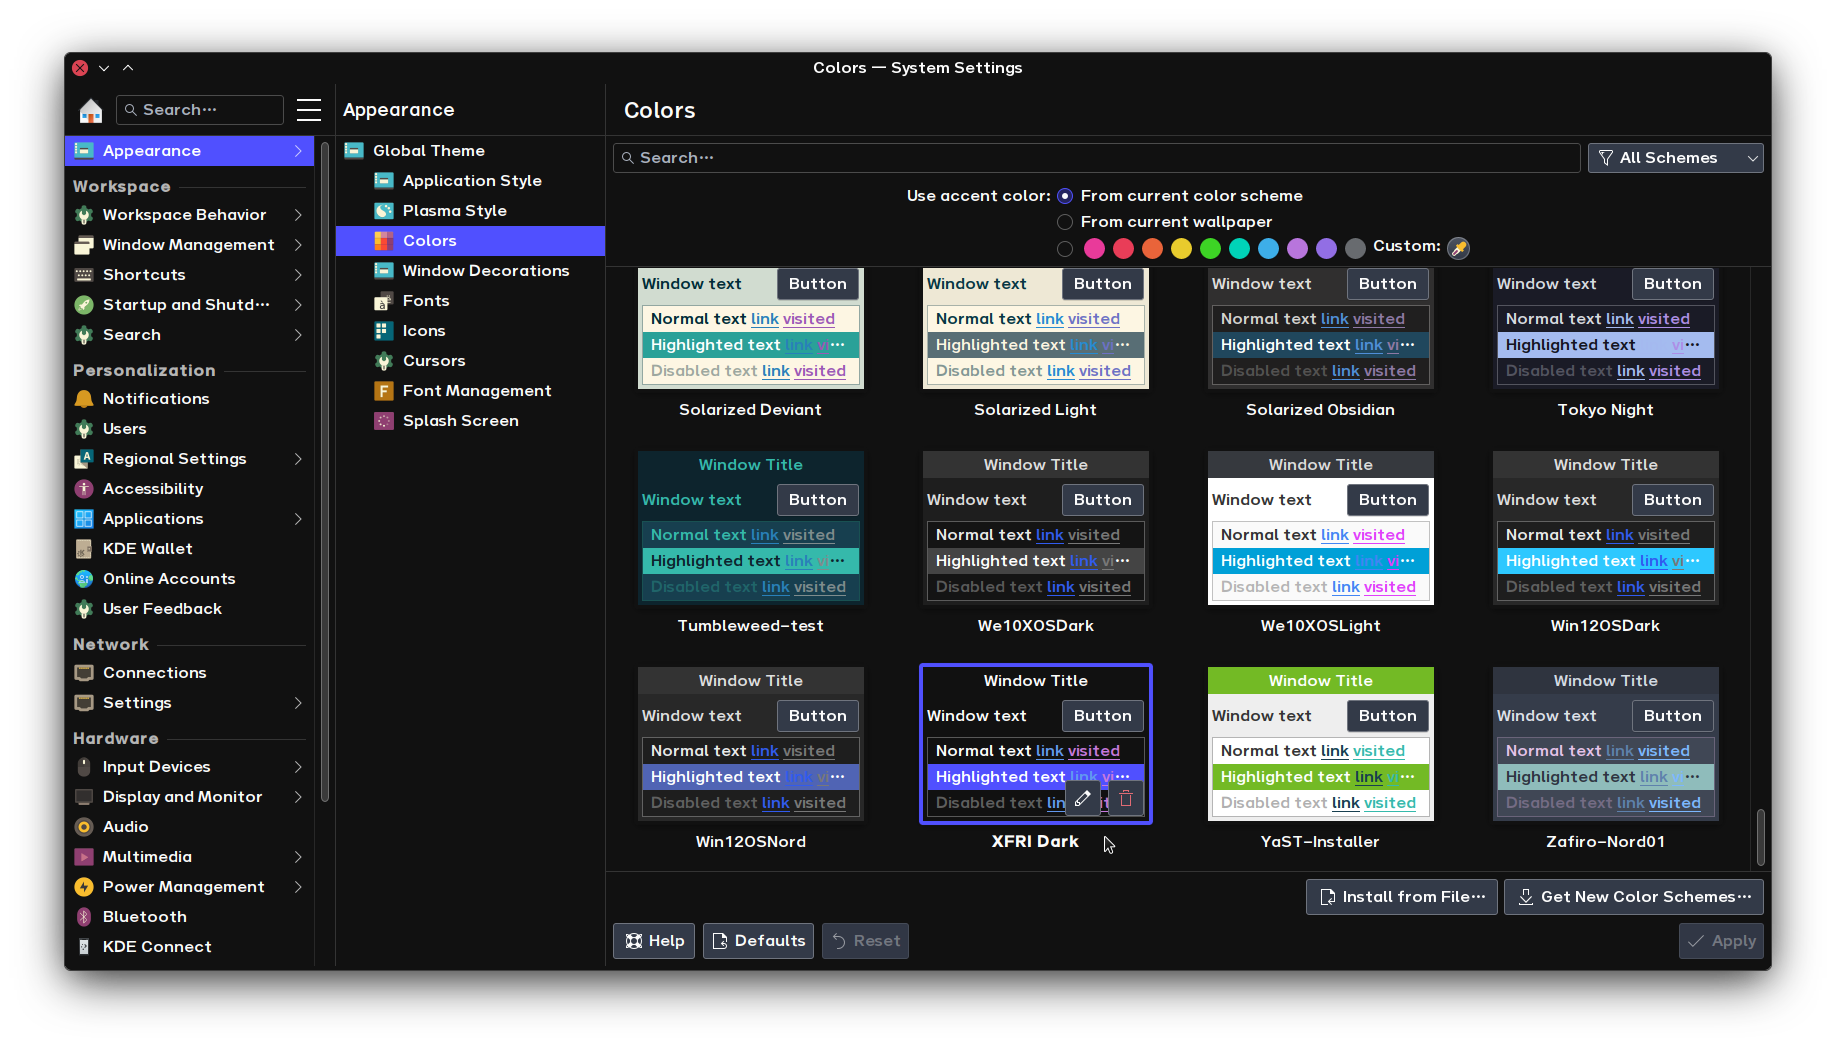 Colors — System Settings
Search…
Appearance
Workspace
Workspace Behavior
Window Management
Shortcuts
Startup and Shutd…
Search
Personalization
Notifications
Users
Regional Settings
Accessibility
Applications
KDE Wallet
Online Accounts
User Feedback
Network
Connections
Settings
Hardware
Input Devices
Display and Monitor
Audio
Multimedia
Power Management
Bluetooth
KDE Connect
Appearance
Global Theme
Application Style
Plasma Style
Colors
Window Decorations
Fonts
Icons
Cursors
Font Management
Splash Screen
Colors
Search…
All Schemes
Use accent color:
From current color scheme
From current wallpaper
Custom:
Window text Button
Normal text link visited
Highlighted text link vi…
Disabled text link visited
Solarized Deviant
Window text Button
Normal text link visited
Highlighted text link vi…
Disabled text link visited
Solarized Light
Window text Button
Normal text link visited
Highlighted text link vi…
Disabled text link visited
Solarized Obsidian
Window text Button
Normal text link visited
Highlighted text vi…
Disabled text link visited
Tokyo Night
Window Title
Window text Button
Normal text link visited
Highlighted text link vi…
Disabled text link visited
Tumbleweed-test
Window Title
Window text Button
Normal text link visited
Highlighted text link vi…
Disabled text link visited
We10XOSDark
Window Title
Window text Button
Normal text link visited
Highlighted text link vi…
Disabled text link visited
We10XOSLight
Window Title
Window text Button
Normal text link visited
Highlighted text link vi…
Disabled text link visited
Win12OSDark
Window Title
Window text Button
Normal text link visited
Highlighted text link vi…
Disabled text link visited
Win12OSNord
Window Title
Window text Button
Normal text link visited
Highlighted text link vi…
Disabled text
XFRI Dark
Window Title
Window text Button
Normal text link visited
Highlighted text link vi…
Disabled text link visited
YaST-Installer
Window Title
Window text Button
Normal text link visited
Highlighted text link vi…
Disabled text link visited
Zafiro-Nord01
Install from File…
Get New Color Schemes…
Help
Defaults
Reset
Apply